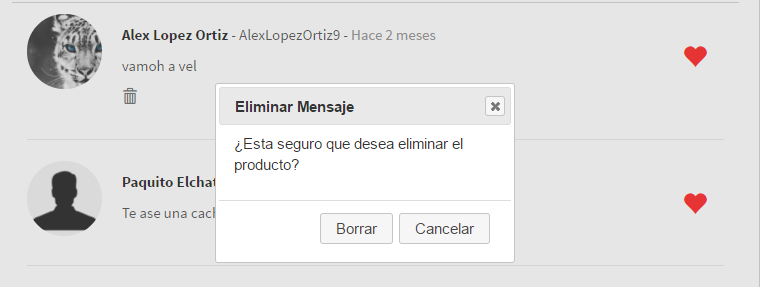 Alex Lopez Ortiz - AlexLopezOrtiz9 - Hace 2 meses
vamoh a vel
Eliminar Mensaje
¿Esta seguro que desea eliminar el
producto?
Paquito Elchat
Te ase una cach
Borrar
Cancelar